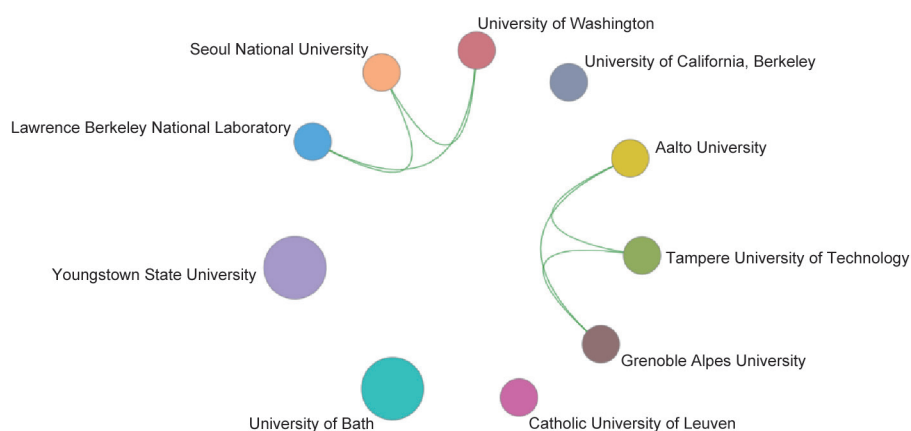 University of Washington
Seoul National University
University of California, Berkeley
Lawrence Berkeley National Laboratory
Aalto University
Tampere University of Technology
Youngstown State University
Grenoble Alpes University
University of Bath
Catholic University of Leuven